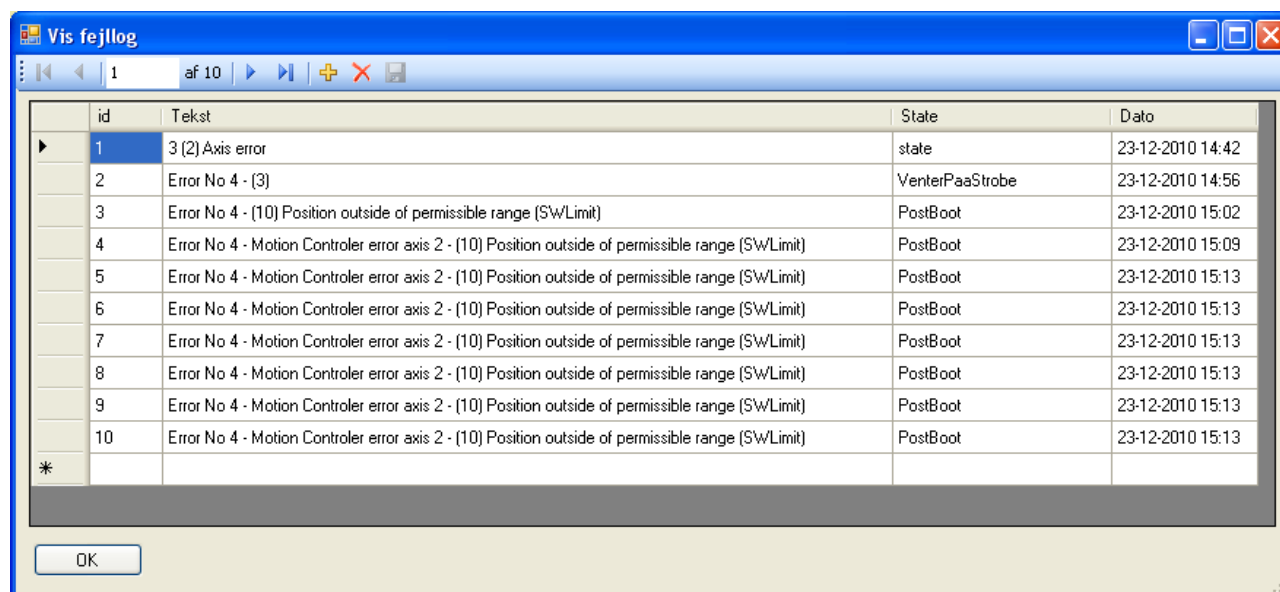 Vis fejllog
1 af 10
id Tekst State Dato
1 3 (2) Axis error state 23-12-2010 14:42
2 Error No 4 - (3) VenterPaaStrobe 23-12-2010 14:56
3 Error No 4 - (10) Position outside of permissible range (SWLimit) PostBoot 23-12-2010 15:02
4 Error No 4 - Motion Controler error axis 2 - (10) Position outside of permissible range (SWLimit) PostBoot 23-12-2010 15:09
5 Error No 4 - Motion Controler error axis 2 - (10) Position outside of permissible range (SWLimit) PostBoot 23-12-2010 15:13
6 Error No 4 - Motion Controler error axis 2 - (10) Position outside of permissible range (SWLimit) PostBoot 23-12-2010 15:13
7 Error No 4 - Motion Controler error axis 2 - (10) Position outside of permissible range (SWLimit) PostBoot 23-12-2010 15:13
8 Error No 4 - Motion Controler error axis 2 - (10) Position outside of permissible range (SWLimit) PostBoot 23-12-2010 15:13
9 Error No 4 - Motion Controler error axis 2 - (10) Position outside of permissible range (SWLimit) PostBoot 23-12-2010 15:13
10 Error No 4 - Motion Controler error axis 2 - (10) Position outside of permissible range (SWLimit) PostBoot 23-12-2010 15:13
OK